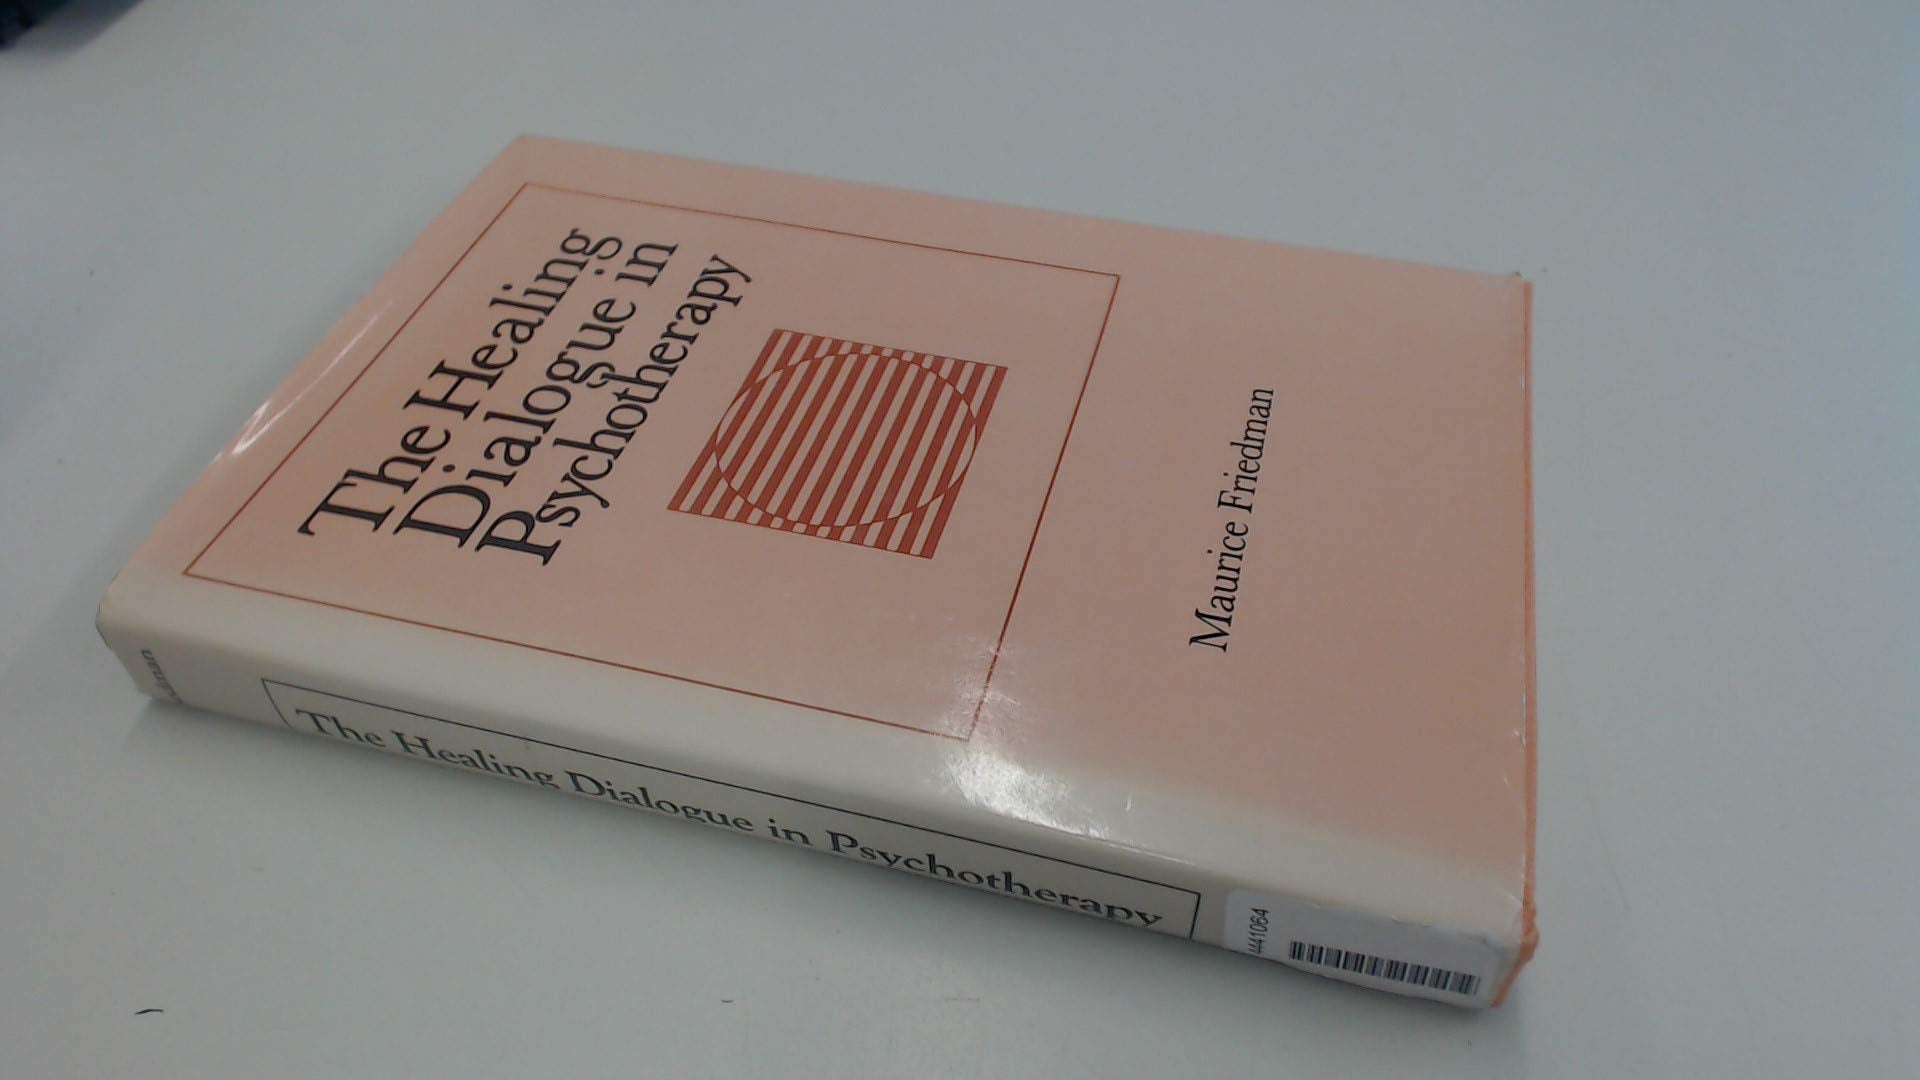 The Healing
Dialogue in
Psychotherapy
Maurice Friedman
The Healing Dialogue in Psychotherapy